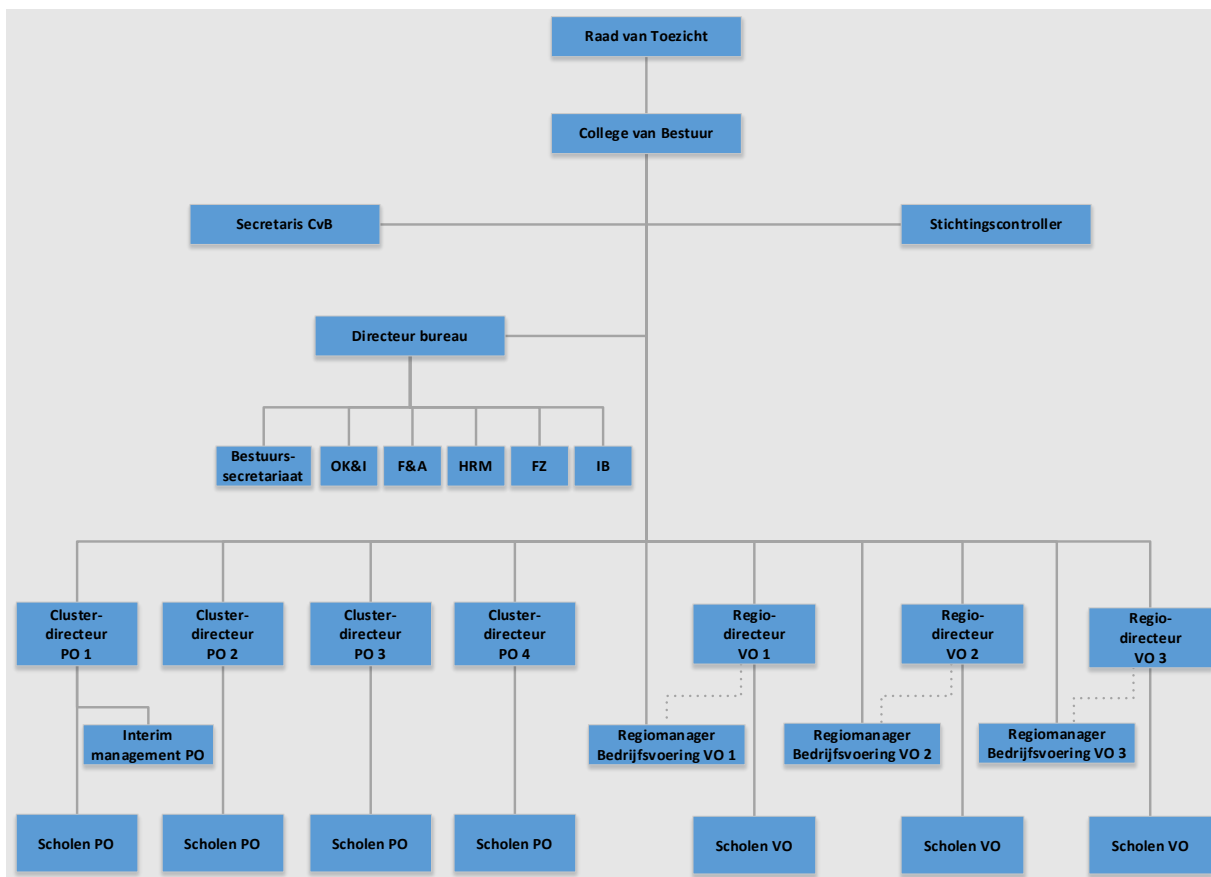 Raad van Toezicht
College van Bestuur
Secretaris CvB
Stichtingscontroller
Directeur bureau
Bestuurs-
secretariaat
OK&I
F&A
HRM
FZ
IB
Cluster-
directeur
PO 1
Cluster-
directeur
PO 2
Cluster-
directeur
PO 3
Cluster-
directeur
PO 4
Regio-
directeur
VO 1
Regio-
directeur
VO 2
Regio-
directeur
VO 3
Interim
management PO
Regiomanager
Bedrijfsvoering VO 1
Regiomanager
Bedrijfsvoering VO 2
Regiomanager
Bedrijfsvoering VO 3
Scholen PO
Scholen PO
Scholen PO
Scholen PO
Scholen VO
Scholen VO
Scholen VO